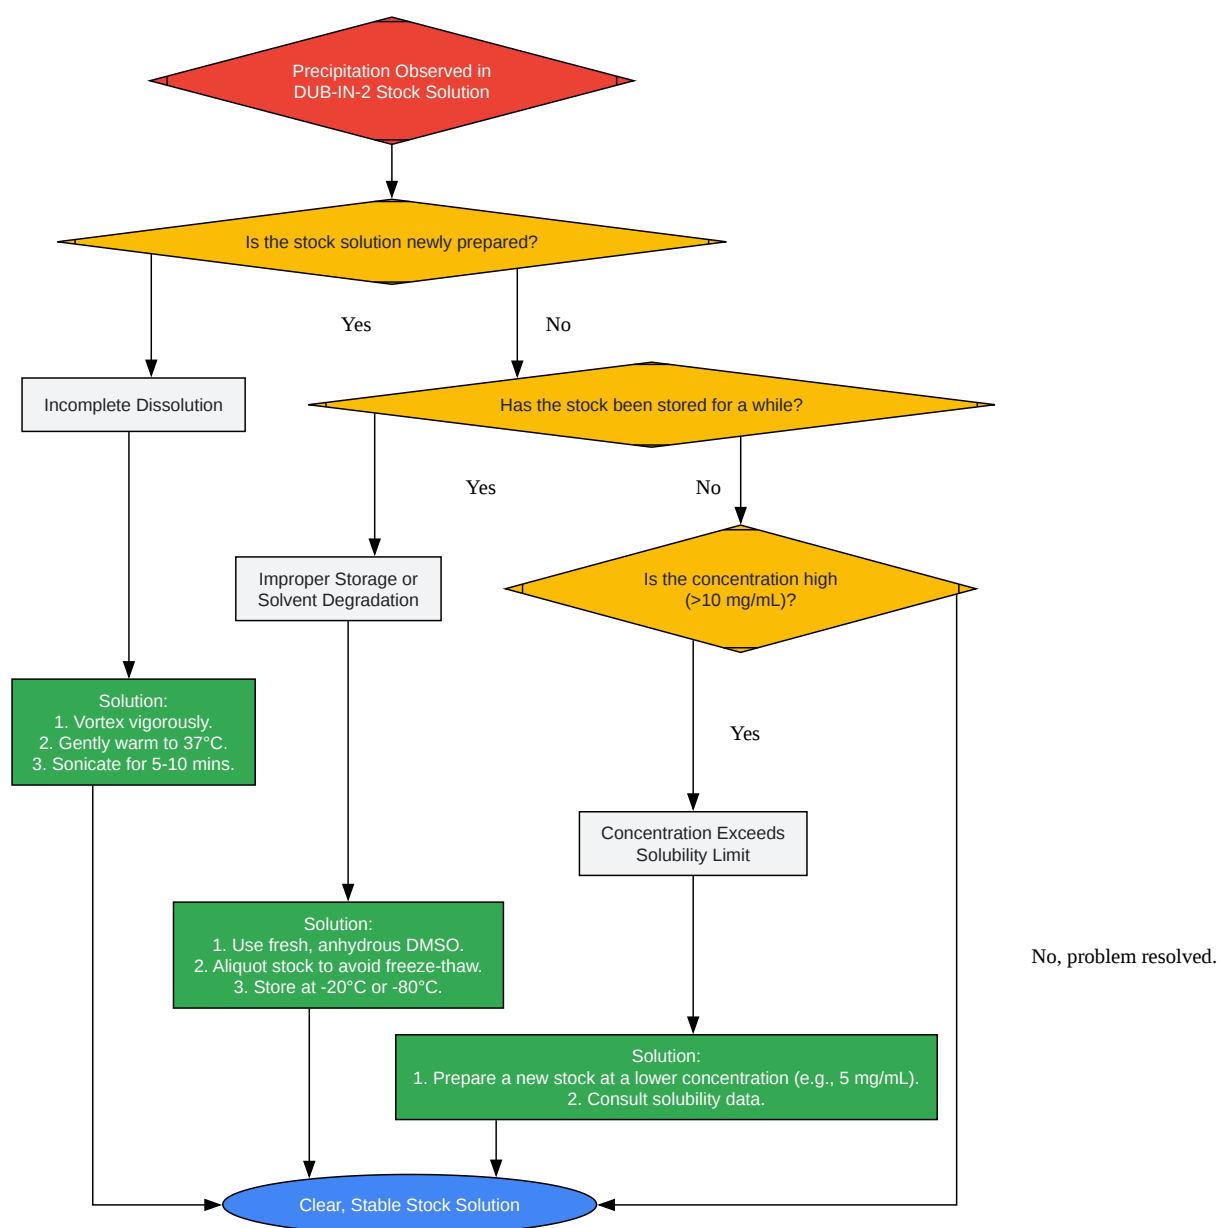 Precipitation Observed in
DUB-IN-2 Stock Solution
Is the stock solution newly prepared?
Yes
No
Incomplete Dissolution
Has the stock been stored for a while?
Yes
No
Improper Storage or
Solvent Degradation
Is the concentration high
(>10 mg/mL)?
Solution:
1. Vortex vigorously.
2. Gently warm to 37°C.
3. Sonicate for 5-10 mins.
Yes
Concentration Exceeds
Solubility Limit
Solution:
1. Use fresh, anhydrous DMSO.
2. Aliquot stock to avoid freeze-thaw.
3. Store at -20°C or -80°C.
No, problem resolved.
Solution:
1. Prepare a new stock at a lower concentration (e.g., 5 mg/mL).
2. Consult solubility data.
Clear, Stable Stock Solution